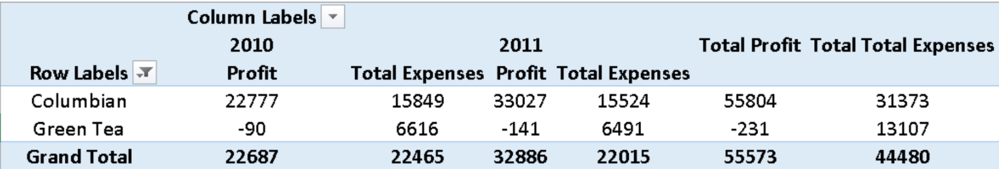 Column Labels
2010 2011 Total Profit Total Total Expenses
Row Labels Profit Total Expenses Profit Total Expenses
Columbian 22777 15849 33027 15524 55804 31373
Green Tea -90 6616 -141 6491 -231 13107
Grand Total 22687 22465 32886 22015 55573 44480